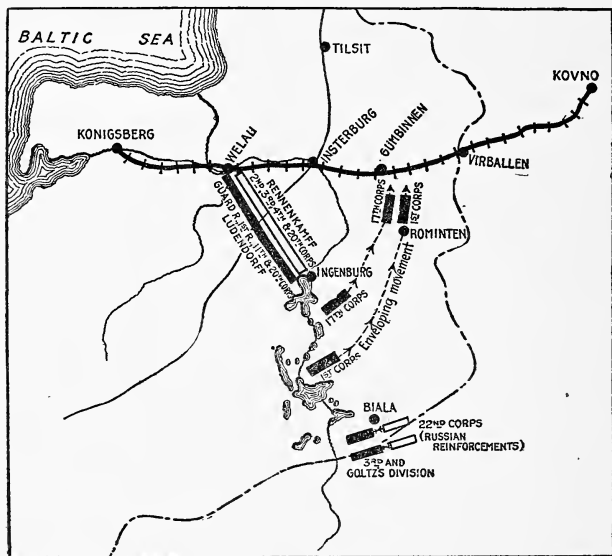 BALTIC SEA
TILSIT
KOVNO
KONIGSBERG
WELAU
INSTERBURG
GUMBINNEN
VIRBALLEN
RENNENKAMPF
2ND, 3RD, 4TH & 20TH CORPS
GUARD R., 1ST R., 11TH & 20TH CORPS
LUDENDORFF
17TH CORPS
1ST CORPS
ROMINTEN
INGENBURG
17TH CORPS
Enveloping movement
1ST CORPS
BIALA
22ND CORPS
(RUSSIAN
REINFORCEMENTS)
3RD AND
GOLTZ'S DIVISION